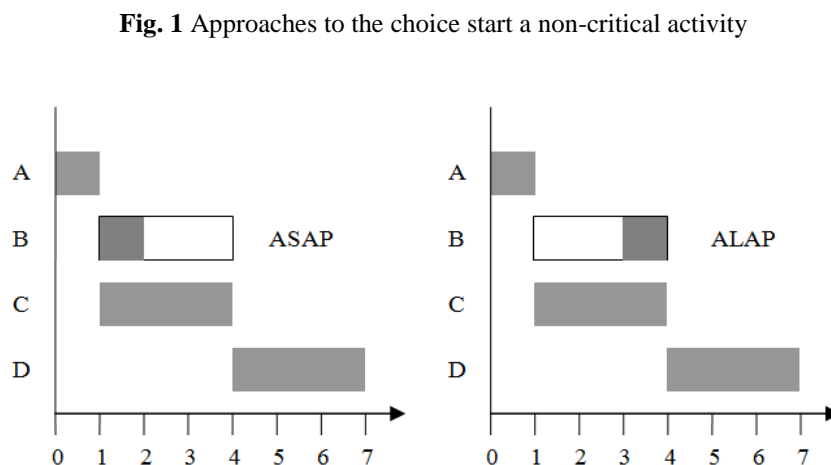 Fig. 1 Approaches to the choice start a non-critical activity
A
B ASAP
C
D
0 1 2 3 4 5 6 7
A
B ALAP
C
D
0 1 2 3 4 5 6 7